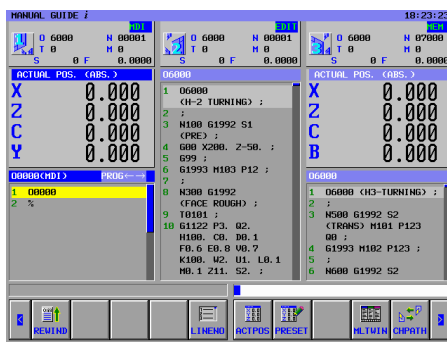 MANUAL GUIDE i 18:23:23
MDI
O 6000 N 00001
T 0 M 0
S 0 F 0.0000
EDIT
O 6000 N 00001
T 0 M 0
S 0 F 0.0000
MEM
O 6000 N 07000
T 0 M 0
S 0 F 0.0000
ACTUAL POS. (ABS.)
X 0.000
Z 0.000
C 0.000
Y 0.000
O0000(MDI) PROG←→
1 O0000
2 %
O6000
1 O6000
(H-2 TURNING) ;
2 ;
3 N100 G1992 S1
(PRE) ;
4 G00 X200. Z-50. ;
5 G99 ;
6 G1993 M103 P12 ;
7 ;
8 N300 G1992
(FACE ROUGH) ;
9 T0101 ;
10 G1122 P3. Q2.
H100. C0. D0.1
F0.6 E0.8 V0.7
K100. W2. U1. L0.1
M0.1 Z11. S2. ;
ACTUAL POS. (ABS.)
X 0.000
Z 0.000
C 0.000
B 0.000
O6000
1 O6000 (H3-TURNING) ;
2 ;
3 N500 G1992 S2
(TRANS) M101 P123
Q0 ;
4 G1993 M102 P123 ;
5 ;
6 N600 G1992 S2
REWIND
LINENO
ACTPOS
PRESET
MLTWIN
CHPATH